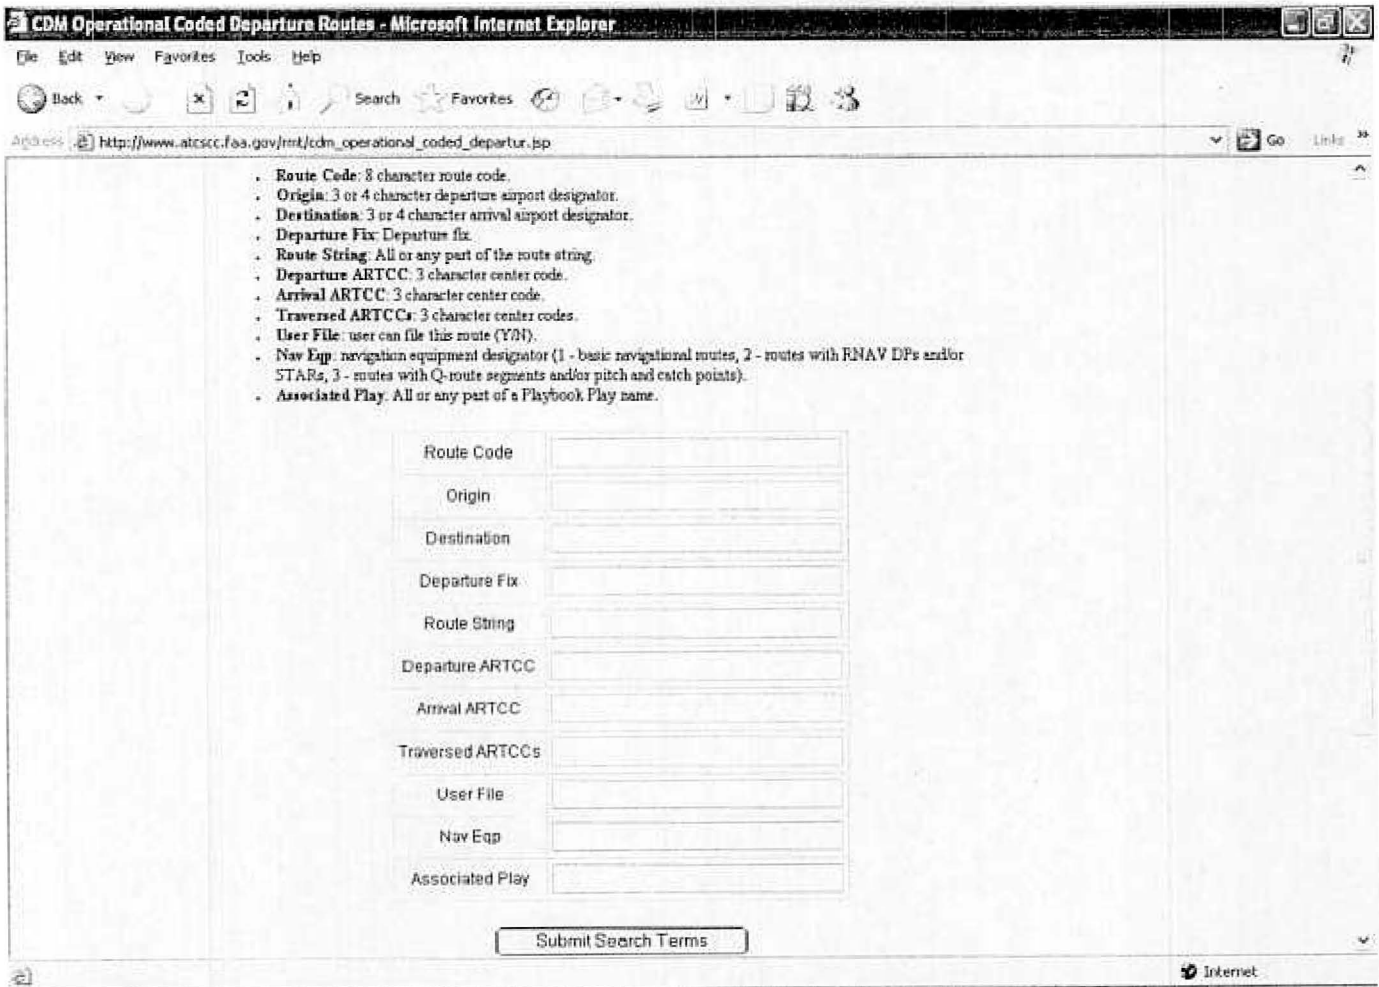 CDM Operational Coded Departure Routes - Microsoft Internet Explorer
File Edit View Favorites Tools Help
Back Search Favorites
Address http://www.atcscc.faa.gov/rmt/cdm_operational_coded_departur.jsp Go Links »
. Route Code: 8 character route code.
. Origin: 3 or 4 character departure airport designator.
. Destination: 3 or 4 character arrival airport designator.
. Departure Fix: Departure fix.
. Route String: All or any part of the route string.
. Departure ARTCC: 3 character center code.
. Arrival ARTCC: 3 character center code.
. Traversed ARTCCs: 3 character center codes.
. User File: user can file this route (Y/N).
. Nav Eqp: navigation equipment designator (1 - basic navigational routes, 2 - routes with RNAV DPs and/or
STARs, 3 - routes with Q-route segments and/or pitch and catch points).
. Associated Play: All or any part of a Playbook Play name.
Route Code
Origin
Destination
Departure Fix
Route String
Departure ARTCC
Arrival ARTCC
Traversed ARTCCs
User File
Nav Eqp
Associated Play
Submit Search Terms
Internet